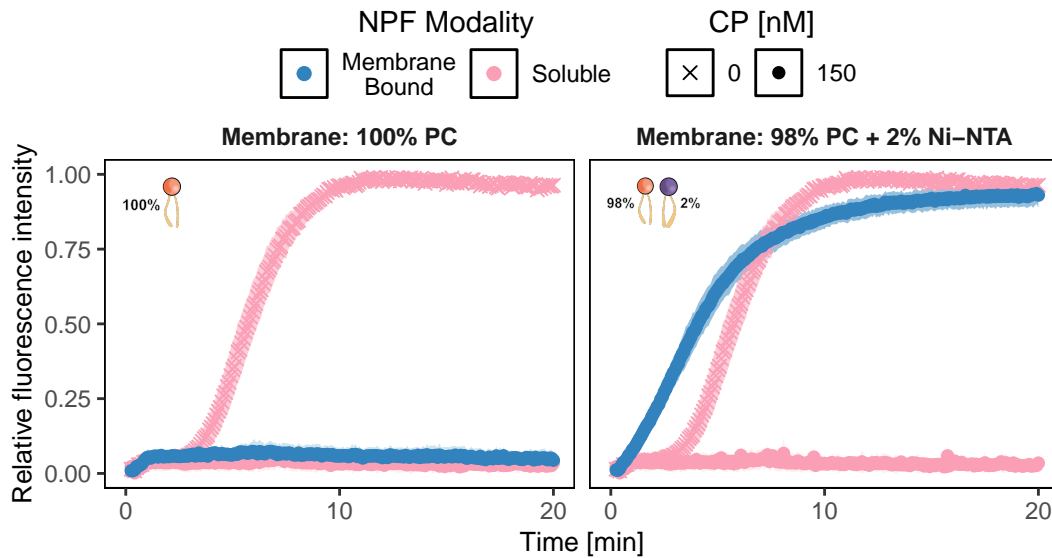 NPF Modality
CP [nM]
Membrane
Bound
Soluble
0
150
Membrane: 100% PC
Membrane: 98% PC + 2% Ni−NTA
Relative fluorescence intensity
1.00
0.75
0.50
0.25
0.00
100%
98%
2%
0
10
20
0
10
20
Time [min]